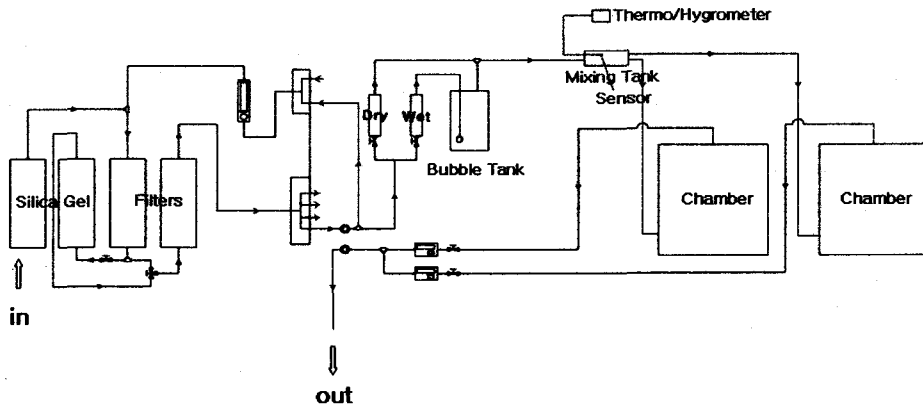 Thermo/Hygrometer
Mixing Tank
Sensor
Dry
Wet
Bubble Tank
Silica Gel
Filters
Chamber
Chamber
in
out